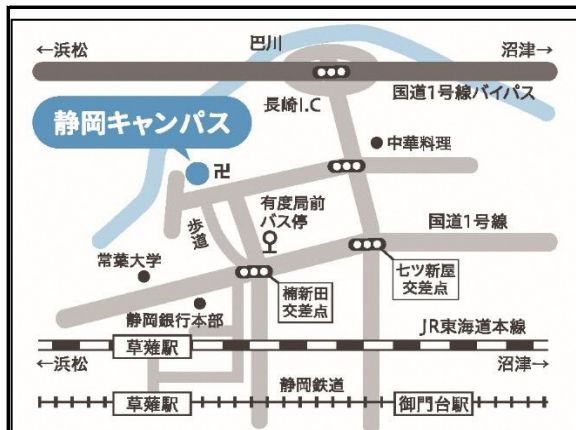 巴川
←浜松
沼津→
長崎I.C
国道1号線バイパス
静岡キャンパス
卍
中華料理
有度局前
バス停
歩道
国道1号線
常葉大学
七ツ新屋
交差点
楠新田
交差点
静岡銀行本部
JR東海道本線
草薙駅
←浜松
沼津→
静岡鉄道
草薙駅
御門台駅